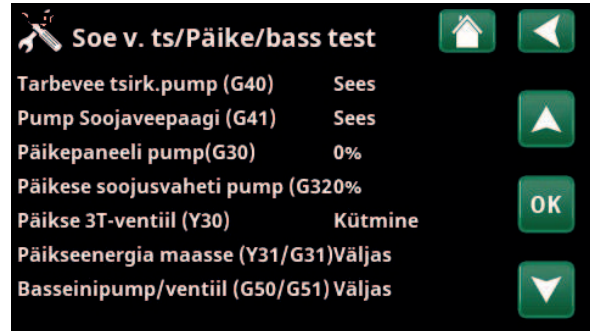 Soe v. ts/Päike/bass test
Tarbevee tsirk.pump (G40) Sees
Pump Soojaveepaagi (G41) Sees
Päikepaneeli pump(G30) 0%
Päikese soojusvaheti pump (G320%
Päikse 3T-ventiil (Y30) Kütmine
OK
Päikseenergia maasse (Y31/G31)Väljas
Basseinipump/ventiil (G50/G51) Väljas